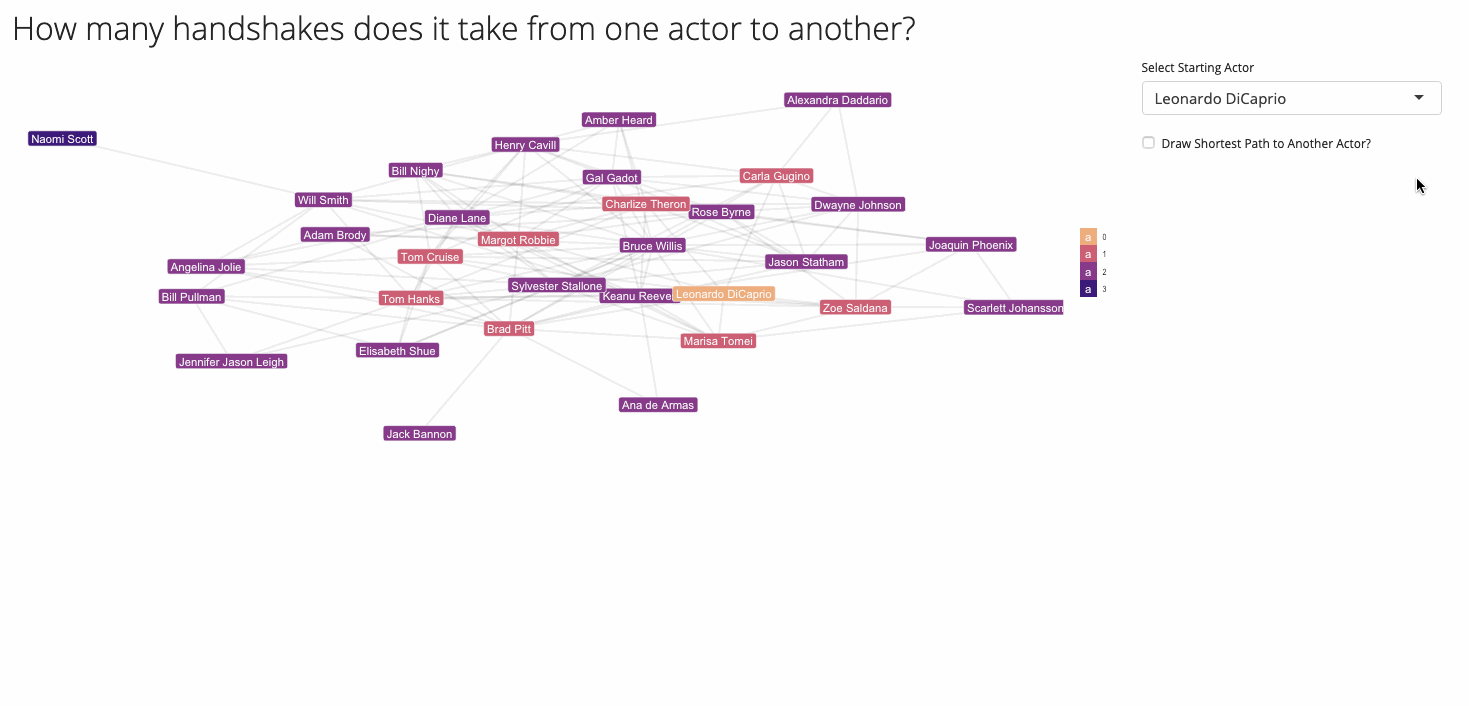 How many handshakes does it take from one actor to another?
Select Starting Actor
Leonardo DiCaprio
Draw Shortest Path to Another Actor?
Alexandra Daddario
Amber Heard
Naomi Scott
Henry Cavill
Bill Nighy
Gal Gadot
Carla Gugino
Will Smith
Charlize Theron
Rose Byrne
Dwayne Johnson
Diane Lane
Adam Brody
Margot Robbie
Bruce Willis
Joaquin Phoenix
Tom Cruise
Jason Statham
Angelina Jolie
Sylvester Stallone
Keanu Reeve
Leonardo DiCaprio
Bill Pullman
Tom Hanks
Zoe Saldana
Scarlett Johansson
Brad Pitt
Marisa Tomei
Elisabeth Shue
Jennifer Jason Leigh
Ana de Armas
Jack Bannon
a 0
a 1
a 2
a 3